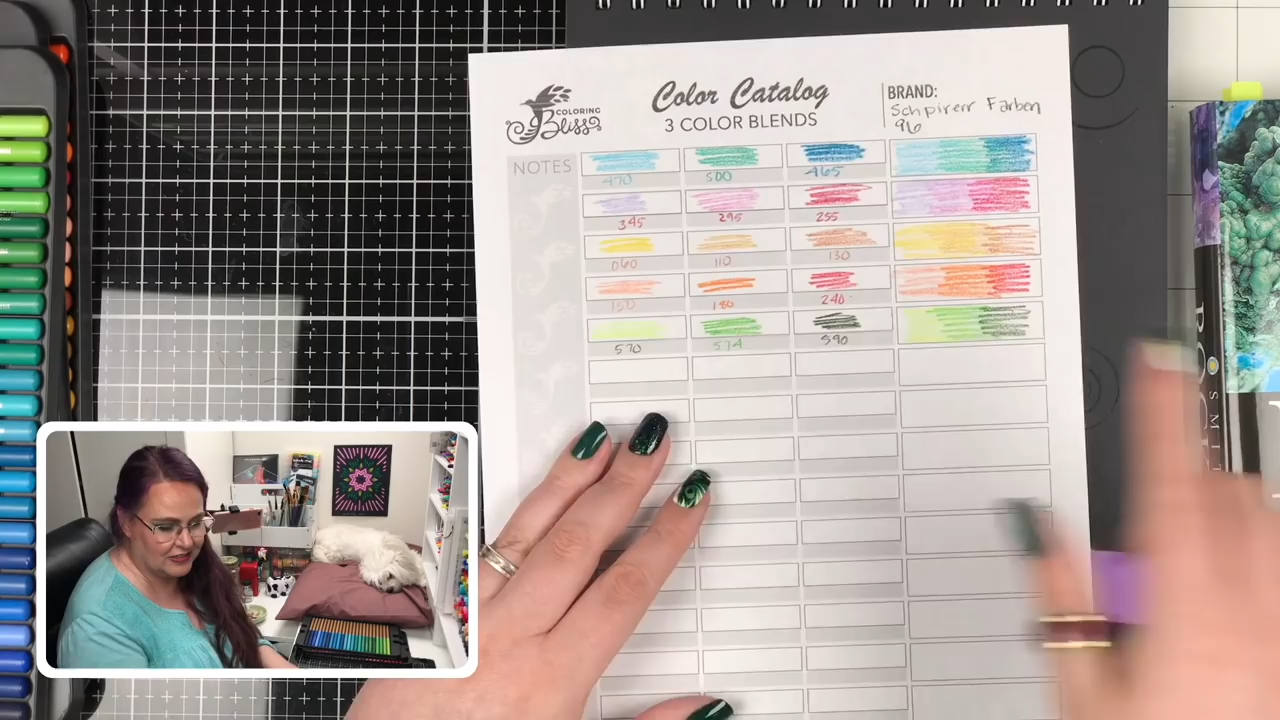 COLORING
Bliss
Color Catalog
3 COLOR BLENDS
BRAND:
Schpirerr Farben
96
NOTES
470 500 465
345 295 255
060 110 130
150 180 240
570 574 590